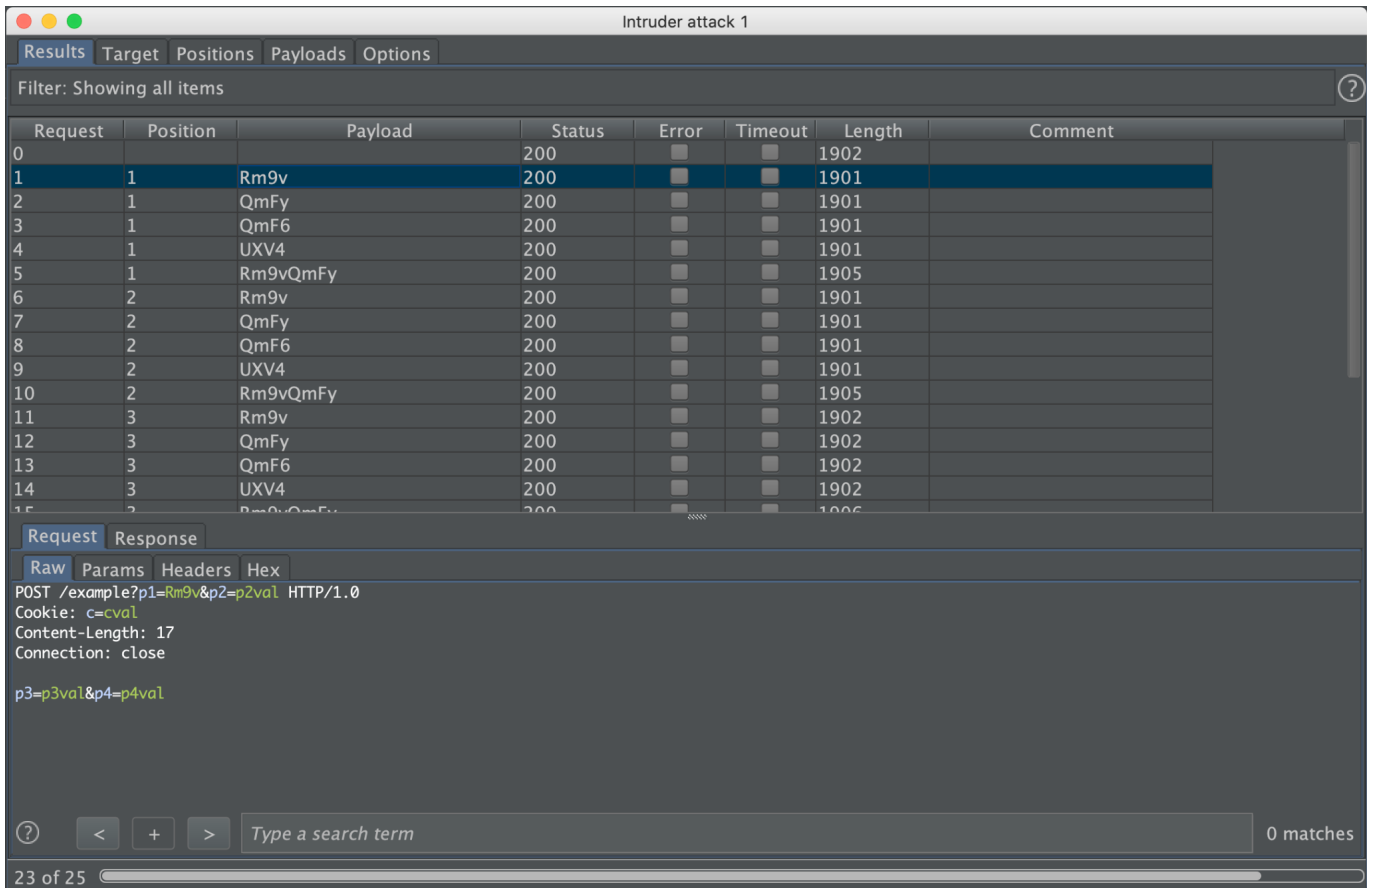 Intruder attack 1
Results Target Positions Payloads Options
Filter: Showing all items ?
Request Position Payload Status Error Timeout Length Comment
0 200 1902
1 1 Rm9v 200 1901
2 1 QmFy 200 1901
3 1 QmF6 200 1901
4 1 UXV4 200 1901
5 1 Rm9vQmFy 200 1905
6 2 Rm9v 200 1901
7 2 QmFy 200 1901
8 2 QmF6 200 1901
9 2 UXV4 200 1901
10 2 Rm9vQmFy 200 1905
11 3 Rm9v 200 1902
12 3 QmFy 200 1902
13 3 QmF6 200 1902
14 3 UXV4 200 1902
15 3 Rm9vQmFy 200 1906
Request Response
Raw Params Headers Hex
POST /example?p1=Rm9v&p2=p2val HTTP/1.0
Cookie: c=cval
Content-Length: 17
Connection: close
p3=p3val&p4=p4val
? < + > Type a search term 0 matches
23 of 25